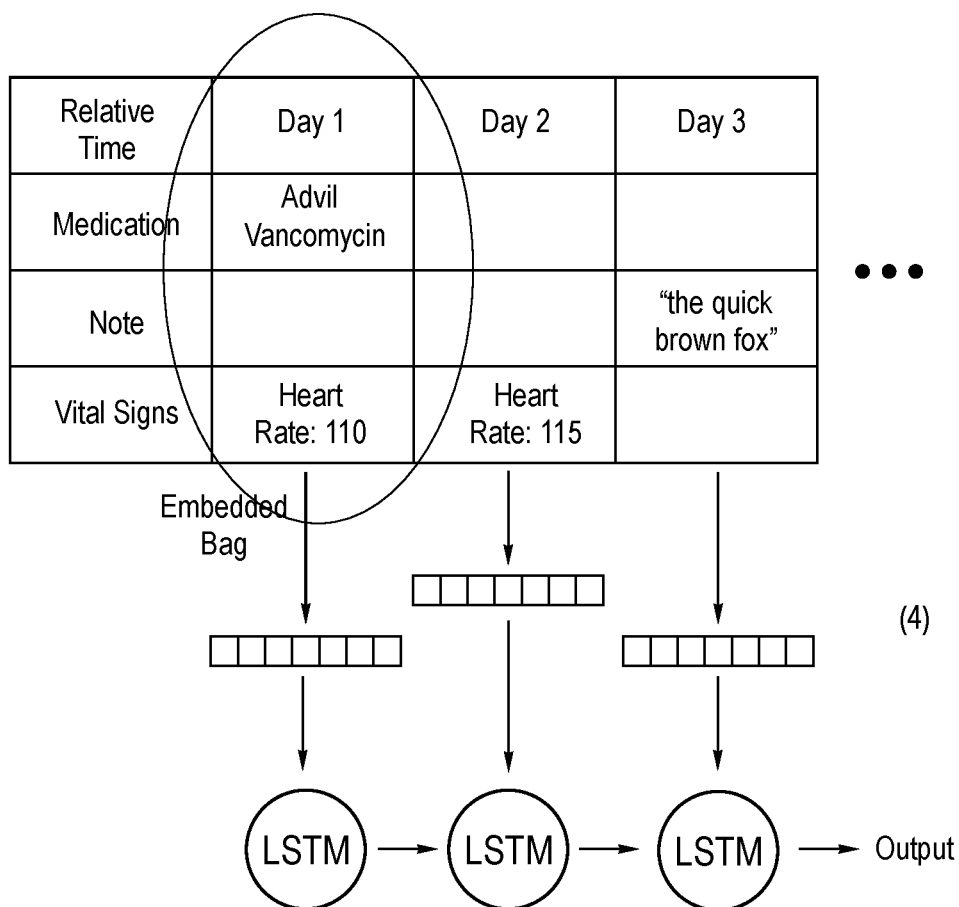 Relative
Time
Day 1
Day 2
Day 3
Medication
Advil
Vancomycin
Note
“the quick
brown fox”
Vital Signs
Heart
Rate: 110
Heart
Rate: 115
Embedded
Bag
(4)
LSTM
LSTM
LSTM
Output